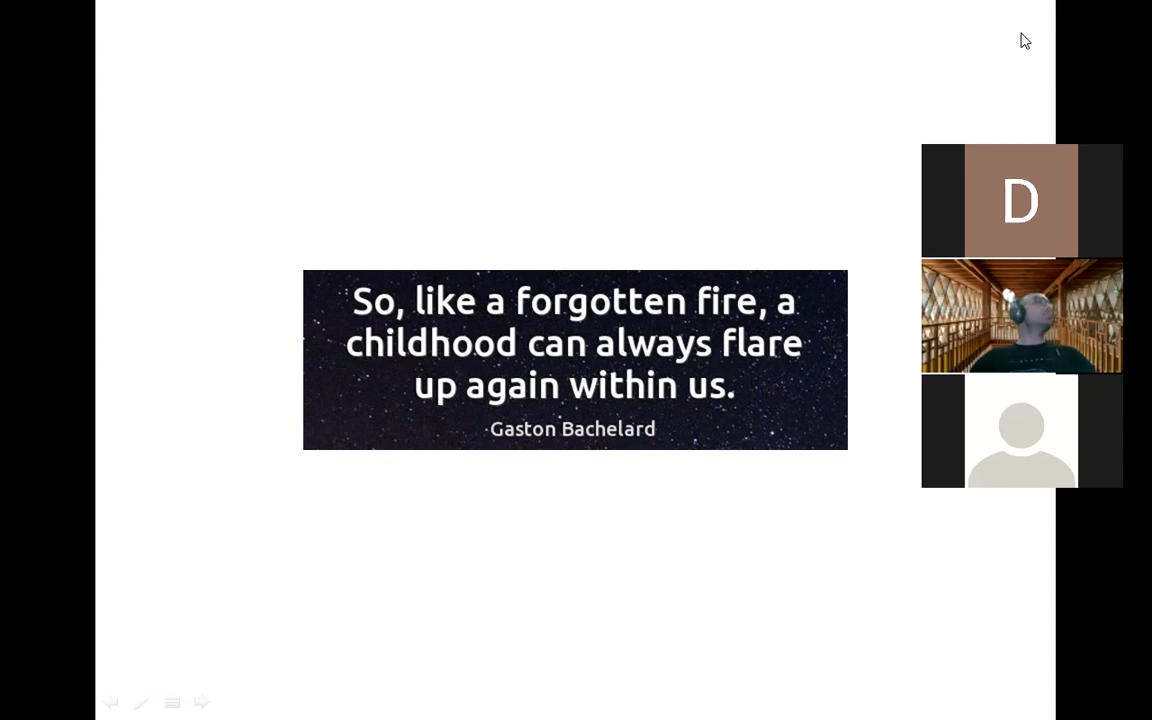 So, like a forgotten fire, a
childhood can always flare
up again within us.
Gaston Bachelard
D